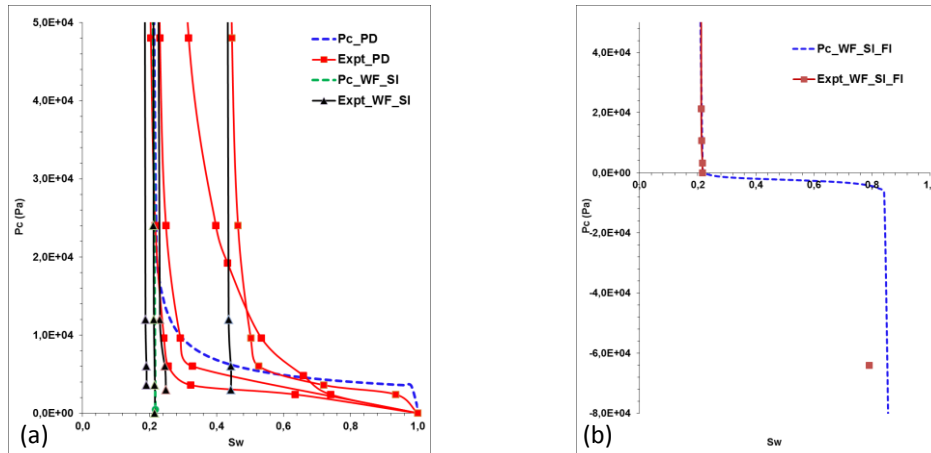 5,0E+04
4,0E+04
3,0E+04
2,0E+04
1,0E+04
0,0E+00
Pc (Pa)
0,0 0,2 0,4 0,6 0,8 1,0
Sw
Pc_PD
Expt_PD
Pc_WF_SI
Expt_WF_SI
(a)
4,0E+04
2,0E+04
0,0E+00
-2,0E+04
-4,0E+04
-6,0E+04
-8,0E+04
Pc (Pa)
0,0 0,2 0,4 0,6 0,8 1,
Sw
Pc_WF_SI_FI
Expt_WF_SI_FI
(b)